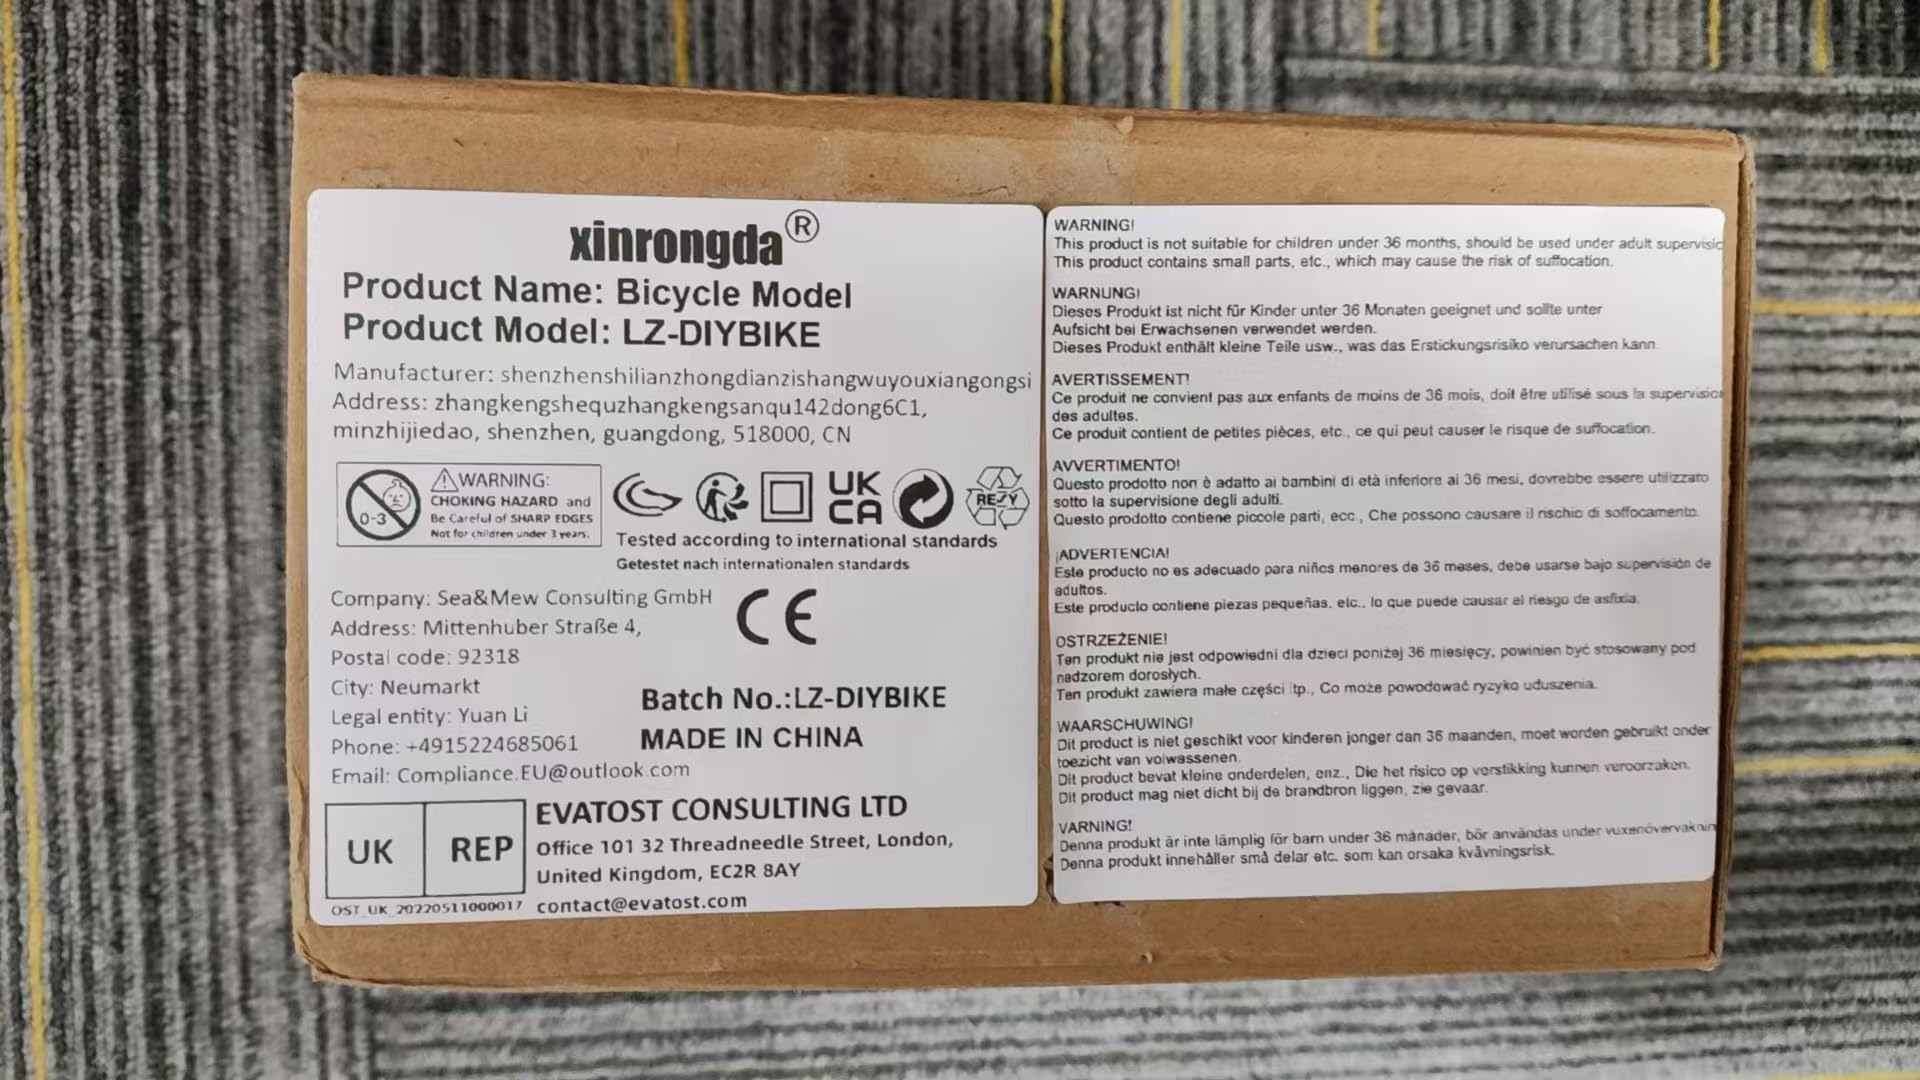 xinrongda®
Product Name: Bicycle Model
Product Model: LZ-DIYBIKE
Manufacturer: shenzhenshilianzhongdianzishangwuyouxiangongsi
Address: zhangkengshequzhangkengsanqu142dong6C1,
minzhijiedao, shenzhen, guangdong, 518000, CN
0-3
WARNING:
CHOKING HAZARD and
Be Careful of SHARP EDGES
Not for children under 3 years.
UK
CA
RESY
Tested according to international standards
Getestet nach internationalen standards
Company: Sea&Mew Consulting GmbH
Address: Mittenhuber Straße 4,
Postal code: 92318
City: Neumarkt
Legal entity: Yuan Li
Phone: +4915224685061
Email: Compliance.EU@outlook.com
CE
Batch No.:LZ-DIYBIKE
MADE IN CHINA
UK REP
OST_UK_20220511000017
EVATOST CONSULTING LTD
Office 101 32 Threadneedle Street, London,
United Kingdom, EC2R 8AY
contact@evatost.com
WARNING!
This product is not suitable for children under 36 months, should be used under adult supervisic
This product contains small parts, etc., which may cause the risk of suffocation.
WARNUNG!
Dieses Produkt ist nicht für Kinder unter 36 Monaten geeignet und sollte unter
Aufsicht bei Erwachsenen verwendet werden.
Dieses Produkt enthält kleine Teile usw., was das Erstickungsrisiko verursachen kann.
AVERTISSEMENT!
Ce produit ne convient pas aux enfants de moins de 36 mois, doit être utilisé sous la supervision
des adultes.
Ce produit contient de petites pièces, etc., ce qui peut causer le risque de suffocation.
AVVERTIMENTO!
Questo prodotto non è adatto ai bambini di età inferiore ai 36 mesi, dovrebbe essere utilizzato
sotto la supervisione degli adulti.
Questo prodotto contiene piccole parti, ecc., Che possono causare il rischio di soffocamento.
¡ADVERTENCIA!
Este producto no es adecuado para niños menores de 36 meses, debe usarse bajo supervisión de
adultos.
Este producto contiene piezas pequeñas, etc., lo que puede causar el riesgo de asfixia.
OSTRZEŻENIE!
Ten produkt nie jest odpowiedni dla dzieci poniżej 36 miesięcy, powinien być stosowany pod
nadzorem dorosłych.
Ten produkt zawiera małe części itp., Co może powodować ryzyko uduszenia.
WAARSCHUWING!
Dit product is niet geschikt voor kinderen jonger dan 36 maanden, moet worden gebruikt onder
toezicht van volwassenen.
Dit product bevat kleine onderdelen, enz., Die het risico op verstikking kunnen veroorzaken.
Dit product mag niet dicht bij de brandbron liggen, zie gevaar.
VARNING!
Denna produkt är inte lämplig för barn under 36 månader, bör användas under vuxenövervaknin
Denna produkt innehåller små delar etc. som kan orsaka kvävningsrisk.